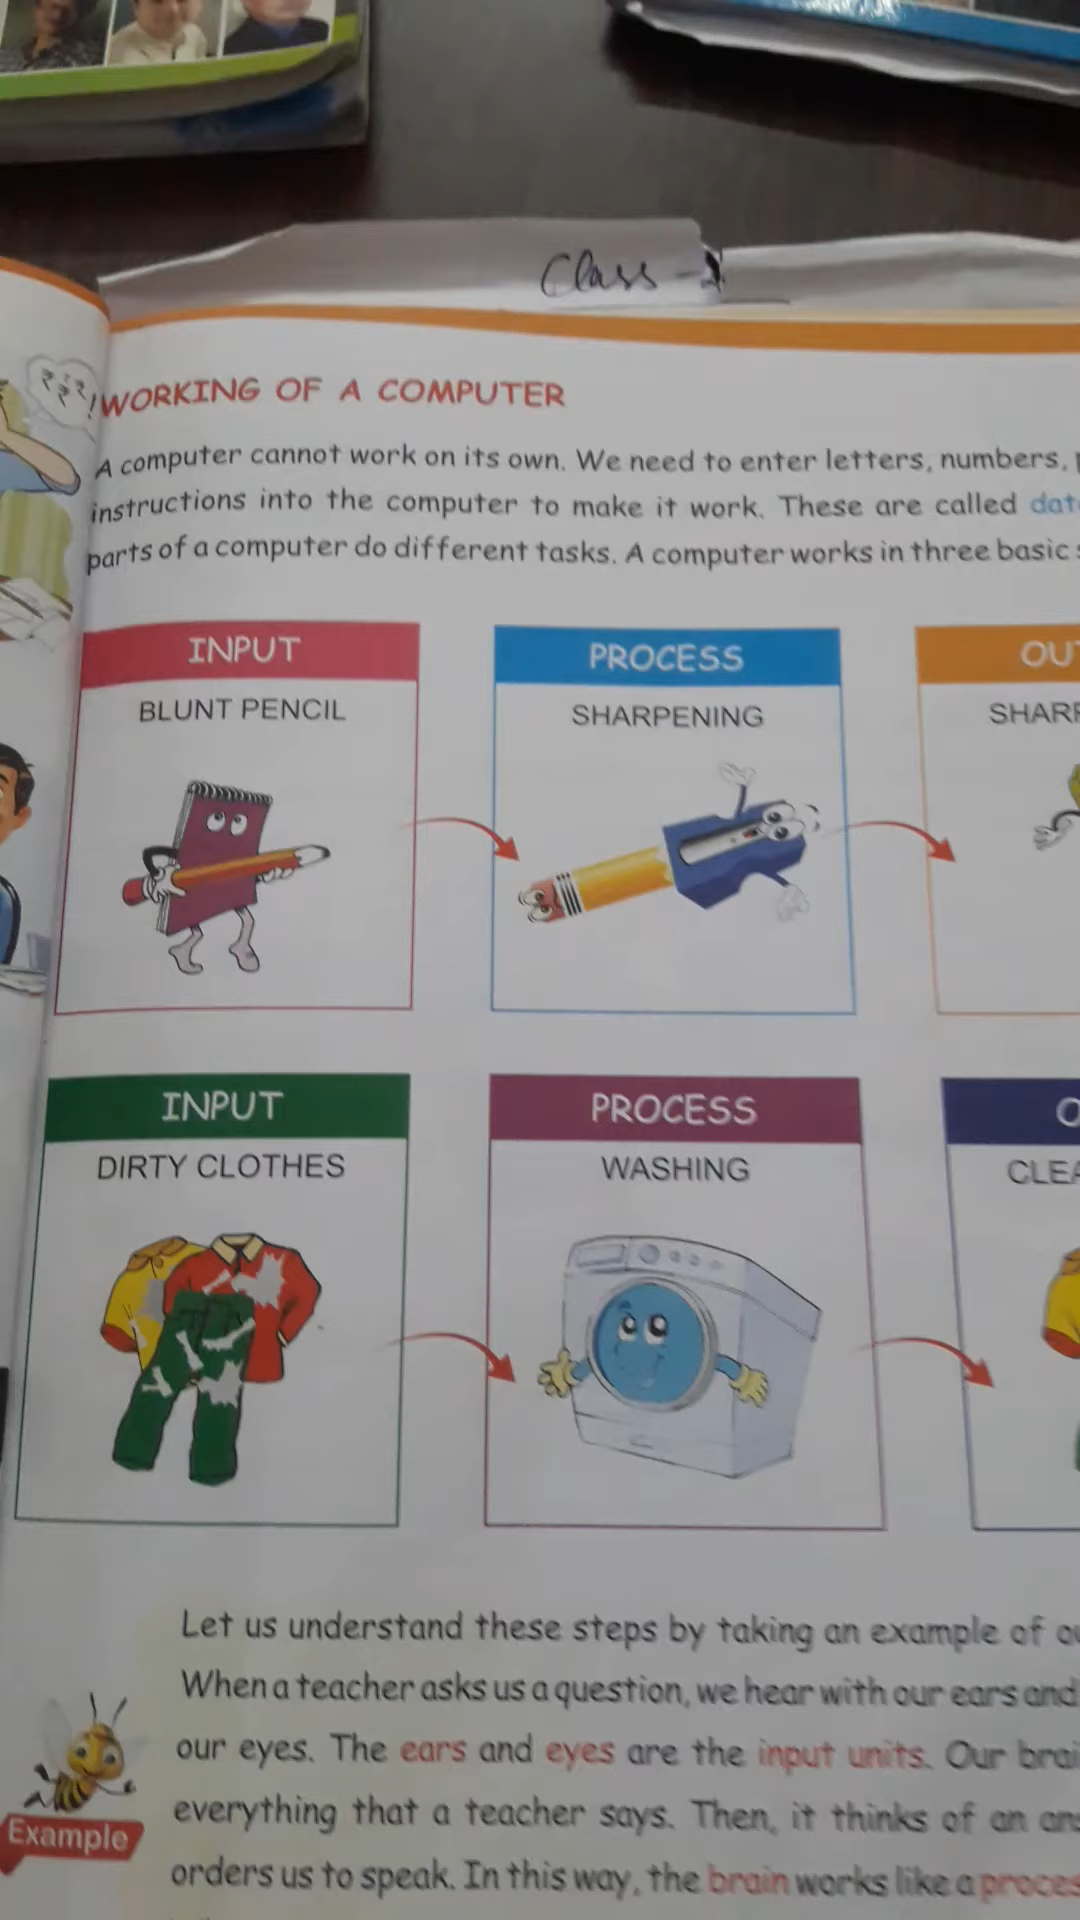 Class -2
WORKING OF A COMPUTER
A computer cannot work on its own. We need to enter letters, numbers,
instructions into the computer to make it work. These are called
parts of a computer do different tasks. A computer works in three basic
INPUT
BLUNT PENCIL
PROCESS
SHARPENING
INPUT
DIRTY CLOTHES
PROCESS
WASHING
Let us understand these steps by taking an example of
When a teacher asks us a question, we hear with our ears and
our eyes. The ears and eyes are the input units. Our
everything that a teacher says. Then, it thinks of an
orders us to speak. In this way, the brain works like a
Example